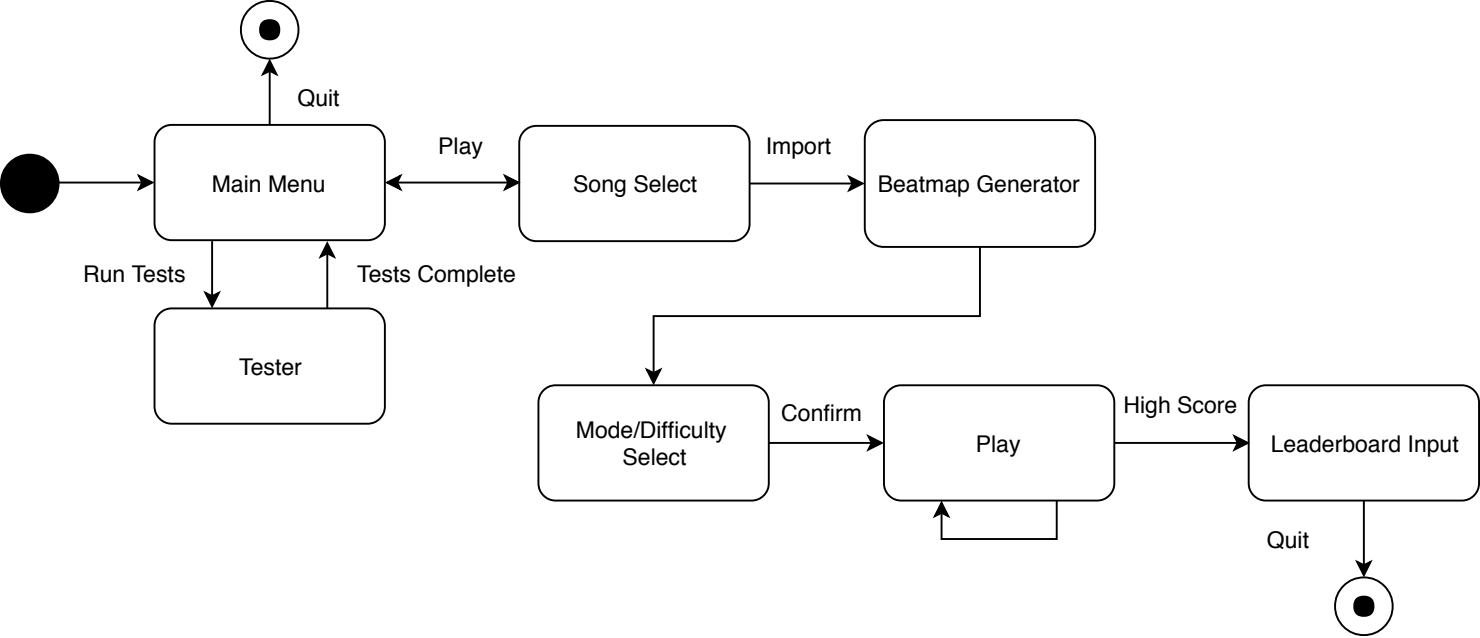 Quit
Main Menu
Play
Song Select
Import
Beatmap Generator
Run Tests
Tests Complete
Tester
Mode/Difficulty
Select
Confirm
Play
High Score
Leaderboard Input
Quit